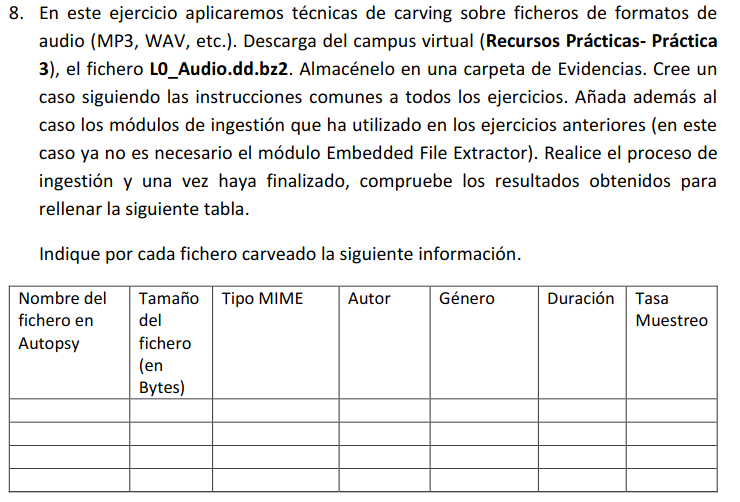 8. En este ejercicio aplicaremos técnicas de carving sobre ficheros de formatos de
audio (MP3, WAV, etc.). Descarga del campus virtual (Recursos Prácticas- Práctica
3), el fichero L0_Audio.dd.bz2. Almacénelo en una carpeta de Evidencias. Cree un
caso siguiendo las instrucciones comunes a todos los ejercicios. Añada además al
caso los módulos de ingestión que ha utilizado en los ejercicios anteriores (en este
caso ya no es necesario el módulo Embedded File Extractor). Realice el proceso de
ingestión y una vez haya finalizado, compruebe los resultados obtenidos para
rellenar la siguiente tabla.
Indique por cada fichero carveado la siguiente información.
Nombre del
fichero en
Autopsy
Tamaño
del
fichero
(en
Bytes)
Tipo MIME
Autor
Género
Duración
Tasa
Muestreo